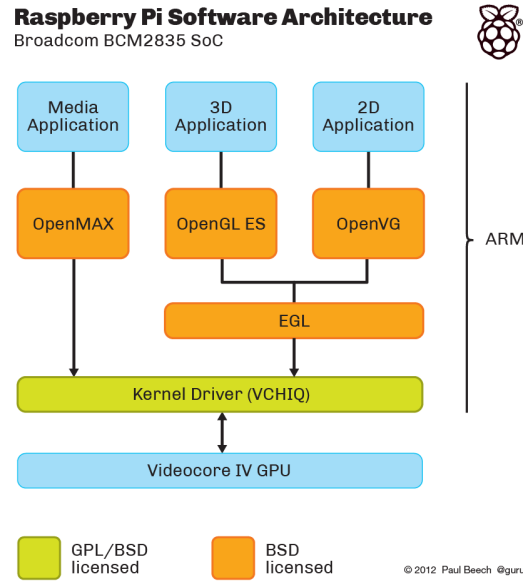 Raspberry Pi Software Architecture
Broadcom BCM2835 SoC
®
Media
Application
3D
Application
2D
Application
OpenMAX
OpenGL ES
OpenVG
ARM
EGL
Kernel Driver (VCHIQ)
Videocore IV GPU
GPL/BSD
licensed
BSD
licensed
© 2012 Paul Beech @guru